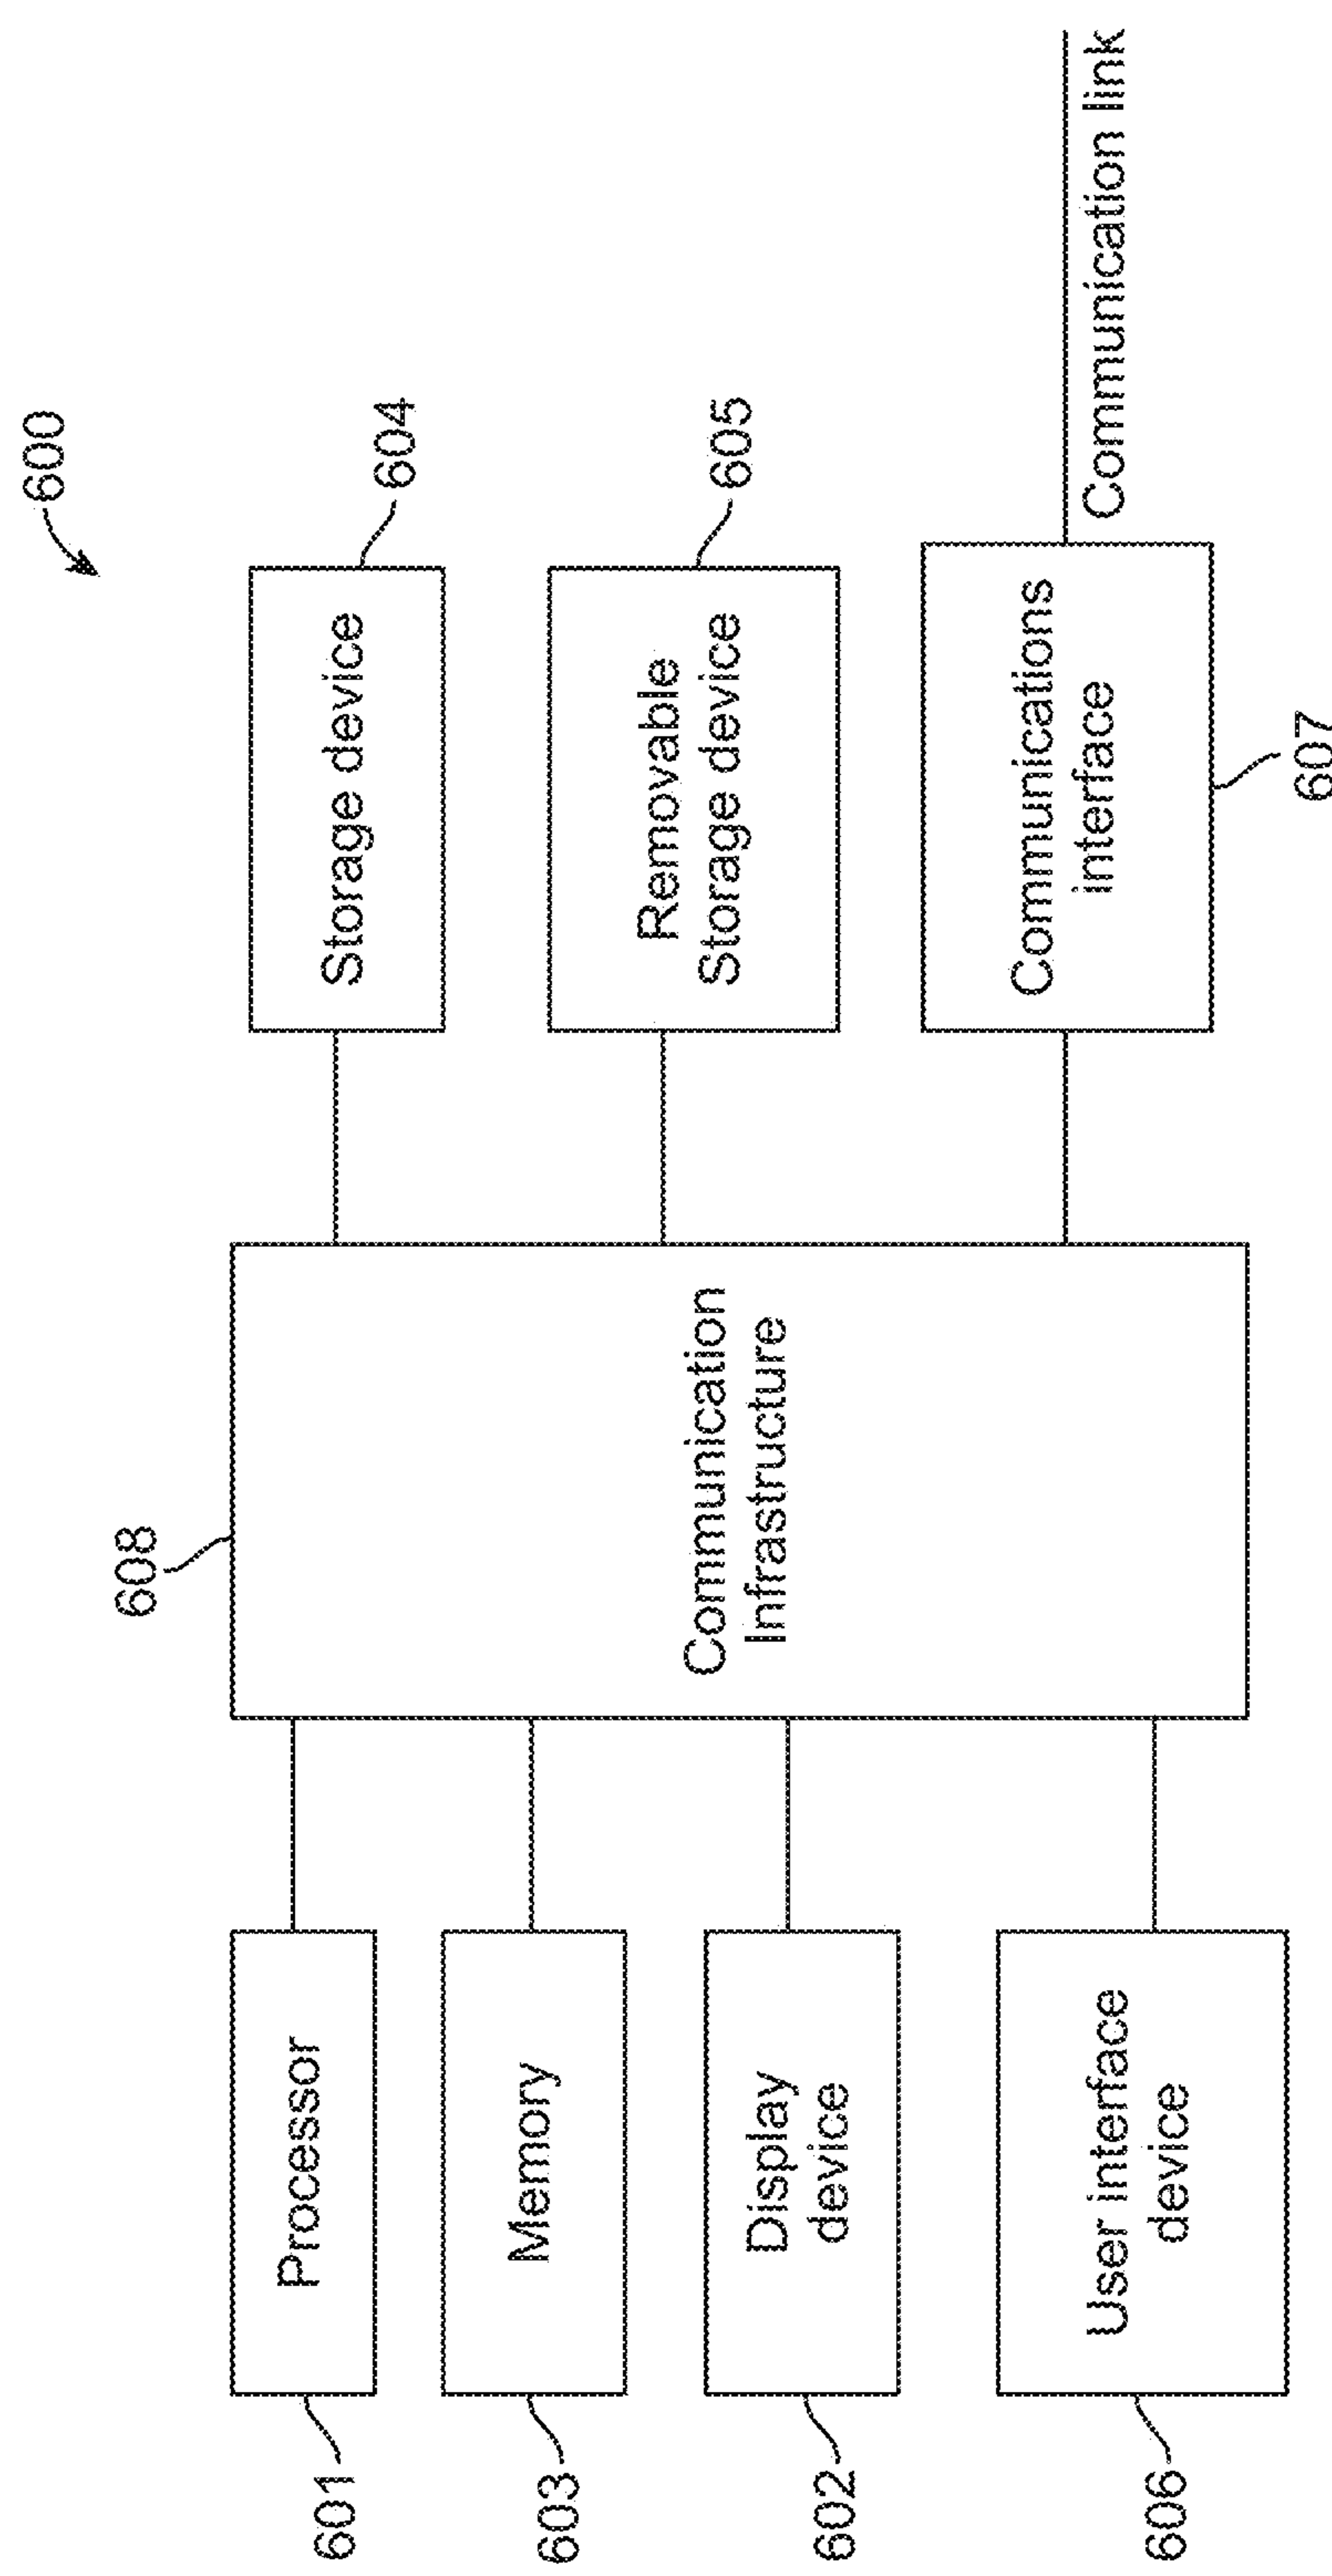 600
608
601
Processor
603
Memory
602
Display
device
606
User interface
device
Communication
Infrastructure
Storage device
604
Removable
Storage device
605
Communications
interface
607
Communication link